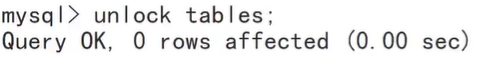 mysql> unlock tables;
Query OK, 0 rows affected (0.00 sec)